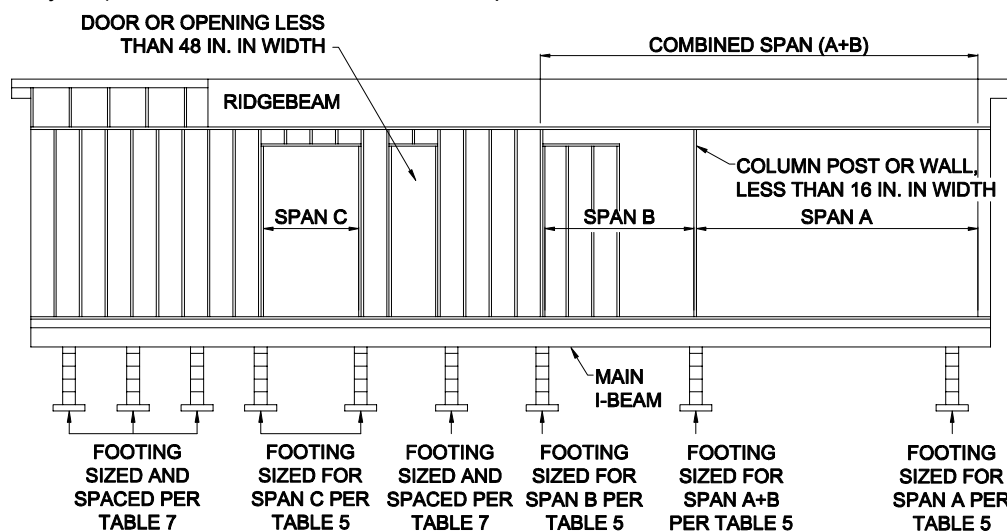 DOOR OR OPENING LESS
THAN 48 IN. IN WIDTH
COMBINED SPAN (A+B)
RIDGEBEAM
COLUMN POST OR WALL,
LESS THAN 16 IN. IN WIDTH
SPAN C
SPAN B
SPAN A
MAIN
I-BEAM
FOOTING
SIZED AND
SPACED PER
TABLE 7
FOOTING
SIZED FOR
SPAN C PER
TABLE 5
FOOTING
SIZED AND
SPACED PER
TABLE 7
FOOTING
SIZED FOR
SPAN B PER
TABLE 5
FOOTING
SIZED FOR
SPAN A+B
PER TABLE 5
FOOTING
SIZED FOR
SPAN A PER
TABLE 5